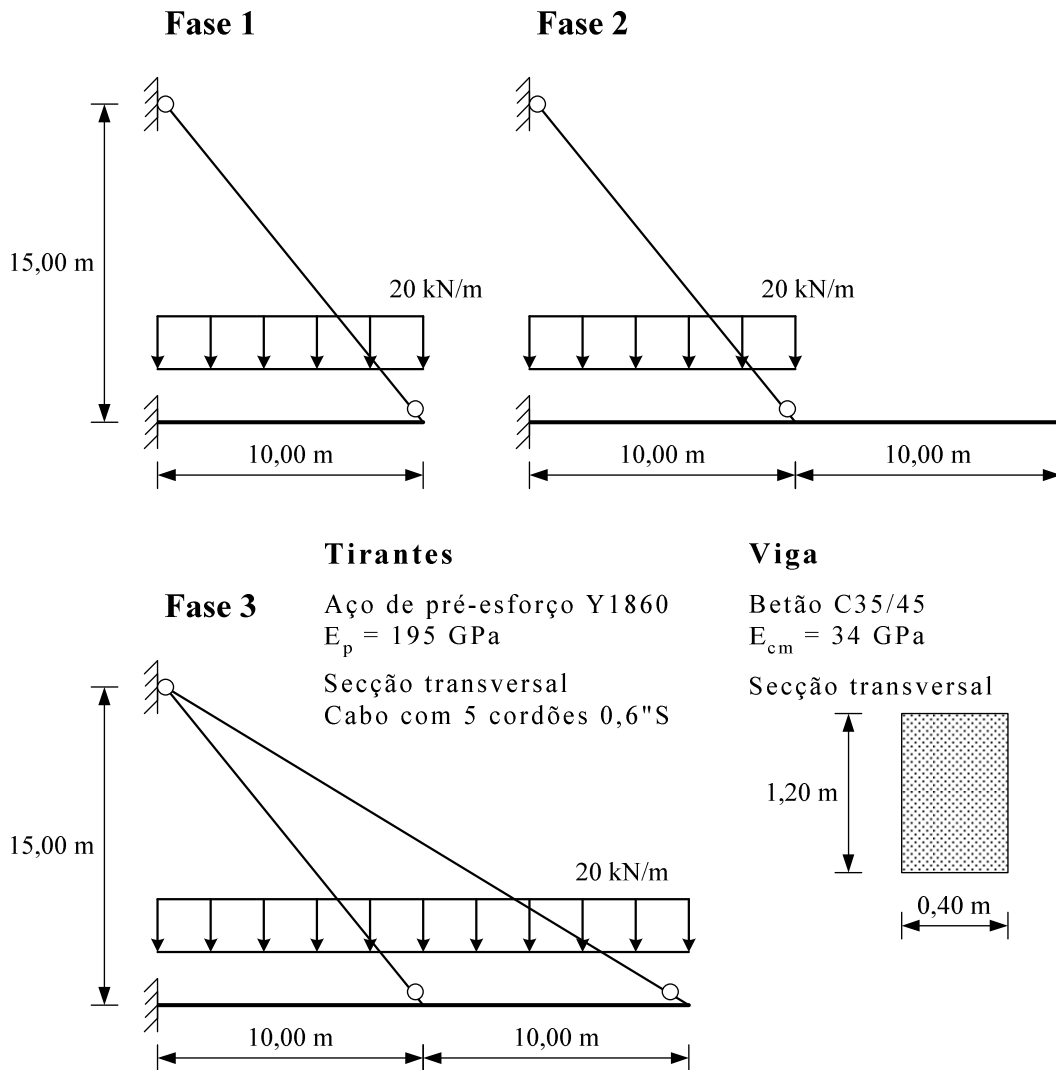 Fase 1
Fase 2
15,00 m
20 kN/m
20 kN/m
10,00 m
10,00 m
10,00 m
Tirantes
Viga
Fase 3
Aço de pré-esforço Y1860
E_p = 195 GPa
Secção transversal
Cabo com 5 cordões 0,6"S
Betão C35/45
E_cm = 34 GPa
Secção transversal
1,20 m
0,40 m
15,00 m
20 kN/m
10,00 m
10,00 m